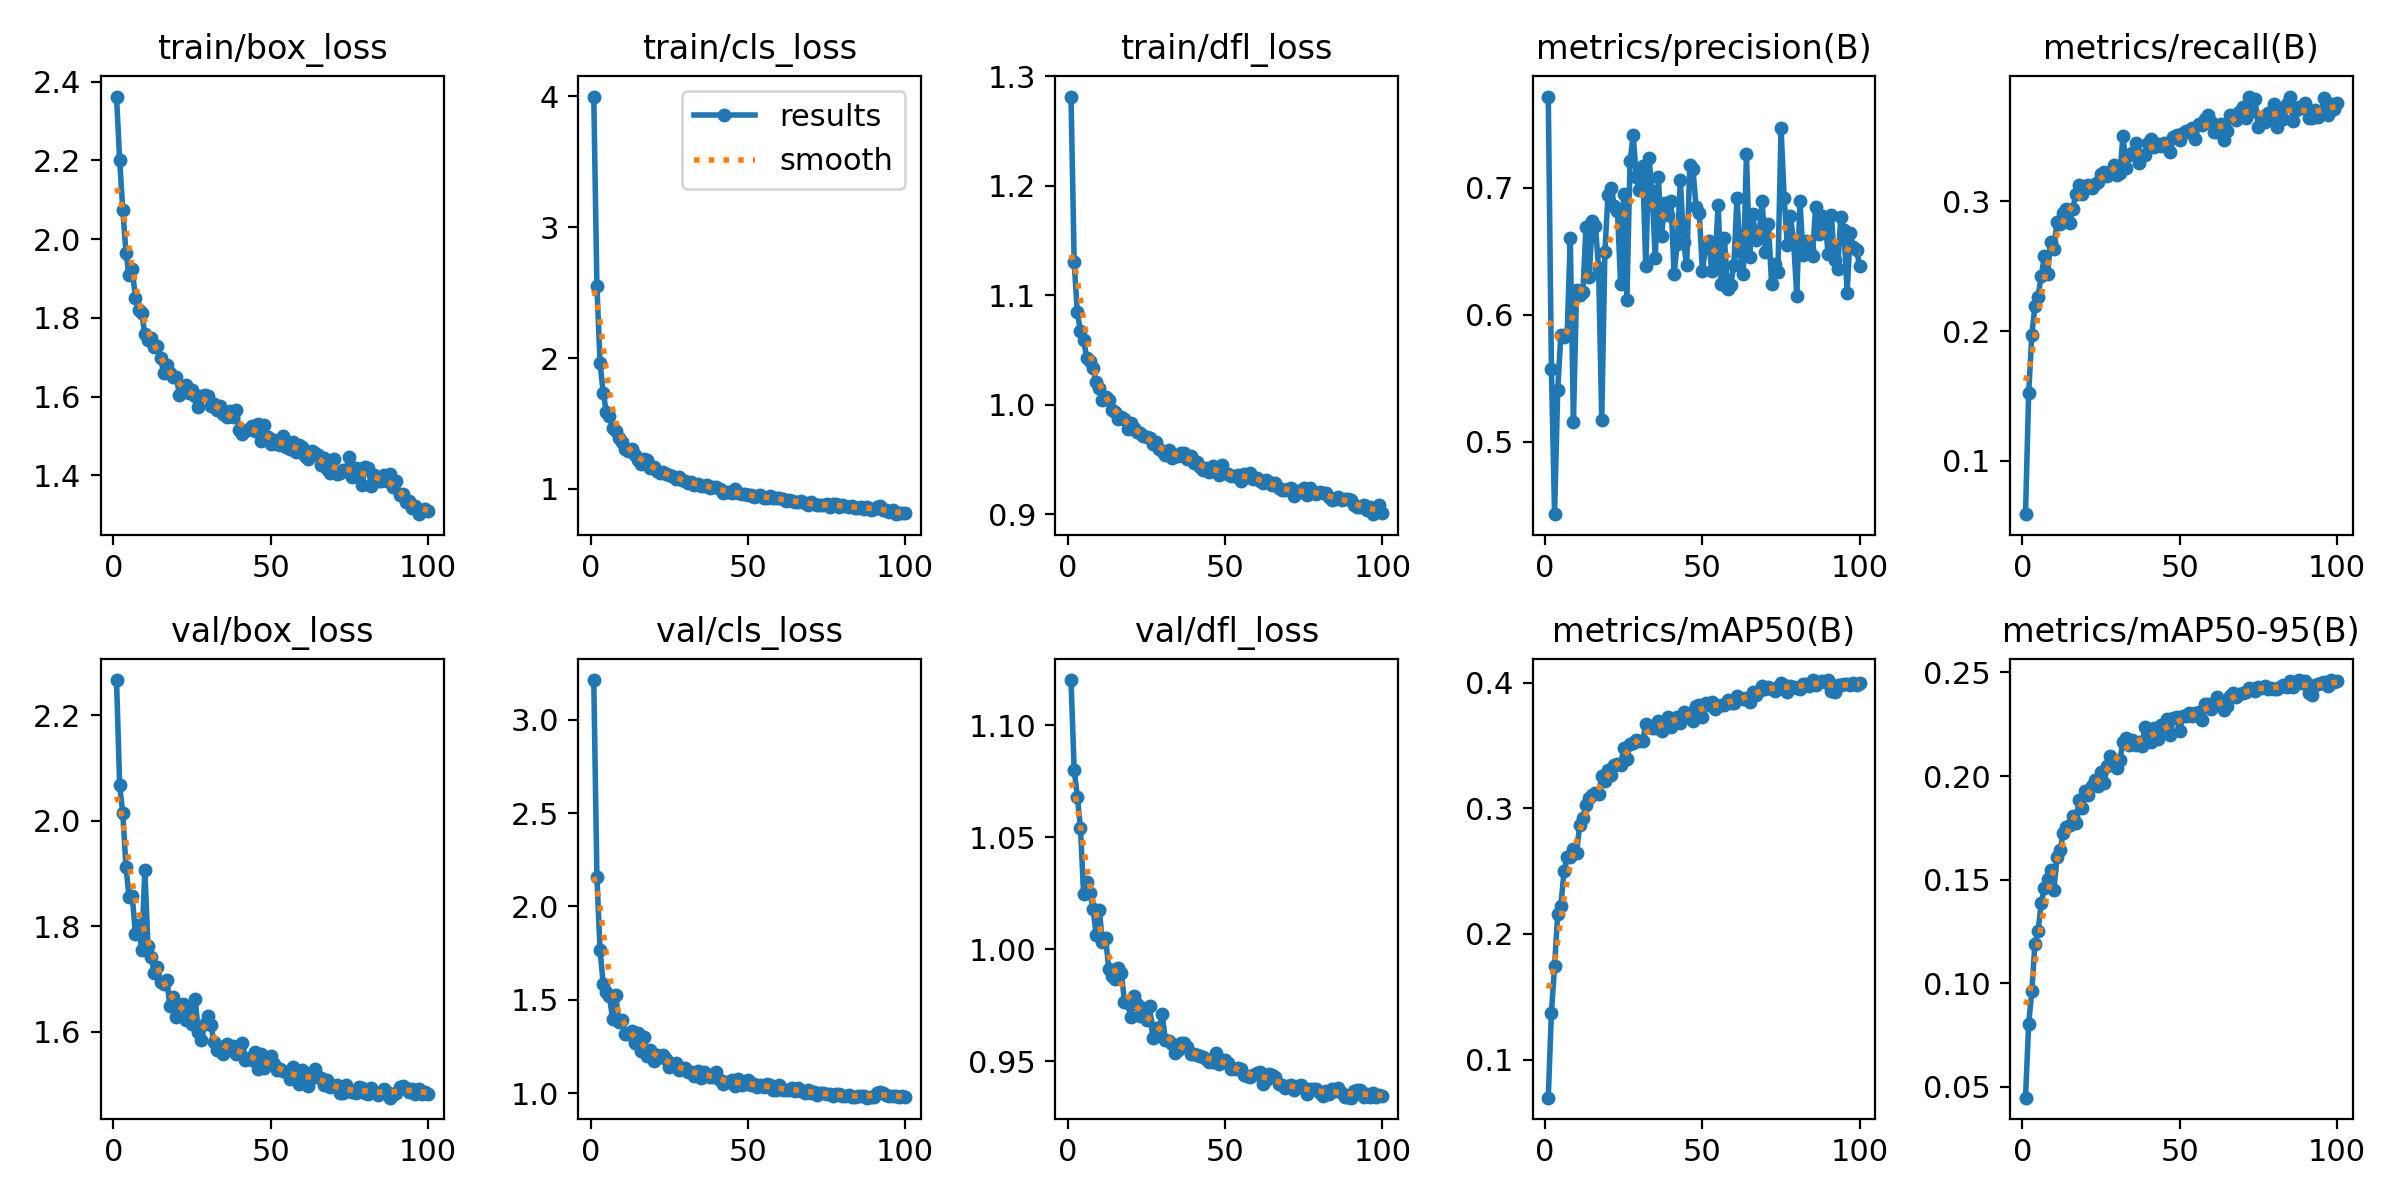 train/box_loss
2.4
2.2
2.0
1.8
1.6
1.4
0 50 100
train/cls_loss
results
smooth
4
3
2
1
0 50 100
train/dfl_loss
1.3
1.2
1.1
1.0
0.9
0 50 100
metrics/precision(B)
0.7
0.6
0.5
0 50 100
metrics/recall(B)
0.3
0.2
0.1
0 50 100
val/box_loss
2.2
2.0
1.8
1.6
0 50 100
val/cls_loss
3.0
2.5
2.0
1.5
1.0
0 50 100
val/dfl_loss
1.10
1.05
1.00
0.95
0 50 100
metrics/mAP50(B)
0.4
0.3
0.2
0.1
0 50 100
metrics/mAP50-95(B)
0.25
0.20
0.15
0.10
0.05
0 50 100